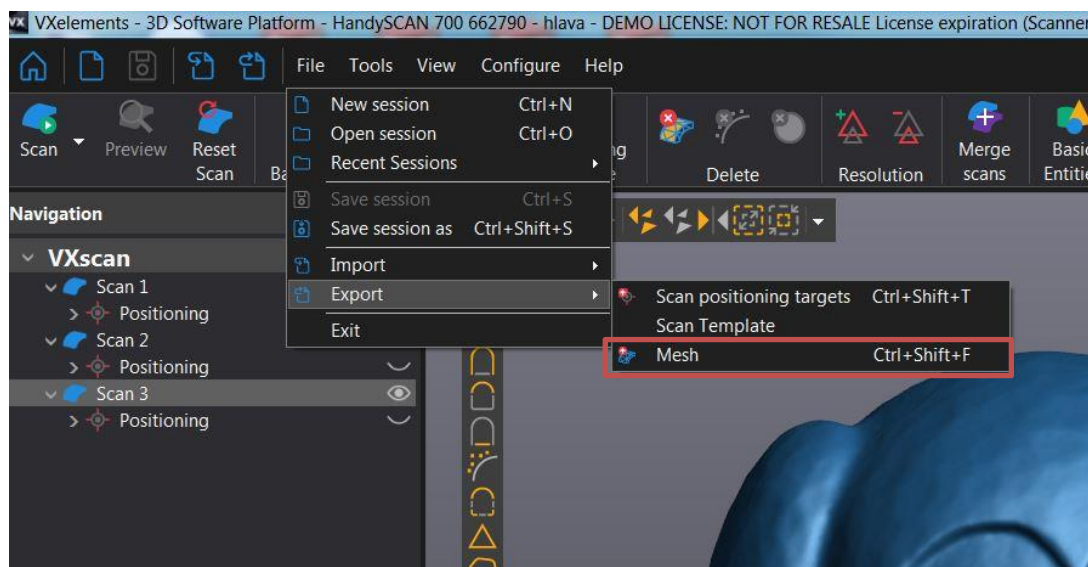 VXelements - 3D Software Platform - HandySCAN 700 662790 - hlava - DEMO LICENSE: NOT FOR RESALE License expiration (Scanner
File Tools View Configure Help
New session Ctrl+N
Open session Ctrl+O
Recent Sessions
Save session Ctrl+S
Save session as Ctrl+Shift+S
Import
Export
Exit
Scan positioning targets Ctrl+Shift+T
Scan Template
Mesh Ctrl+Shift+F
Scan
Preview
Reset
Scan
Delete
Resolution
Merge
scans
Basic
Navigation
VXscan
Scan 1
Positioning
Scan 2
Positioning
Scan 3
Positioning